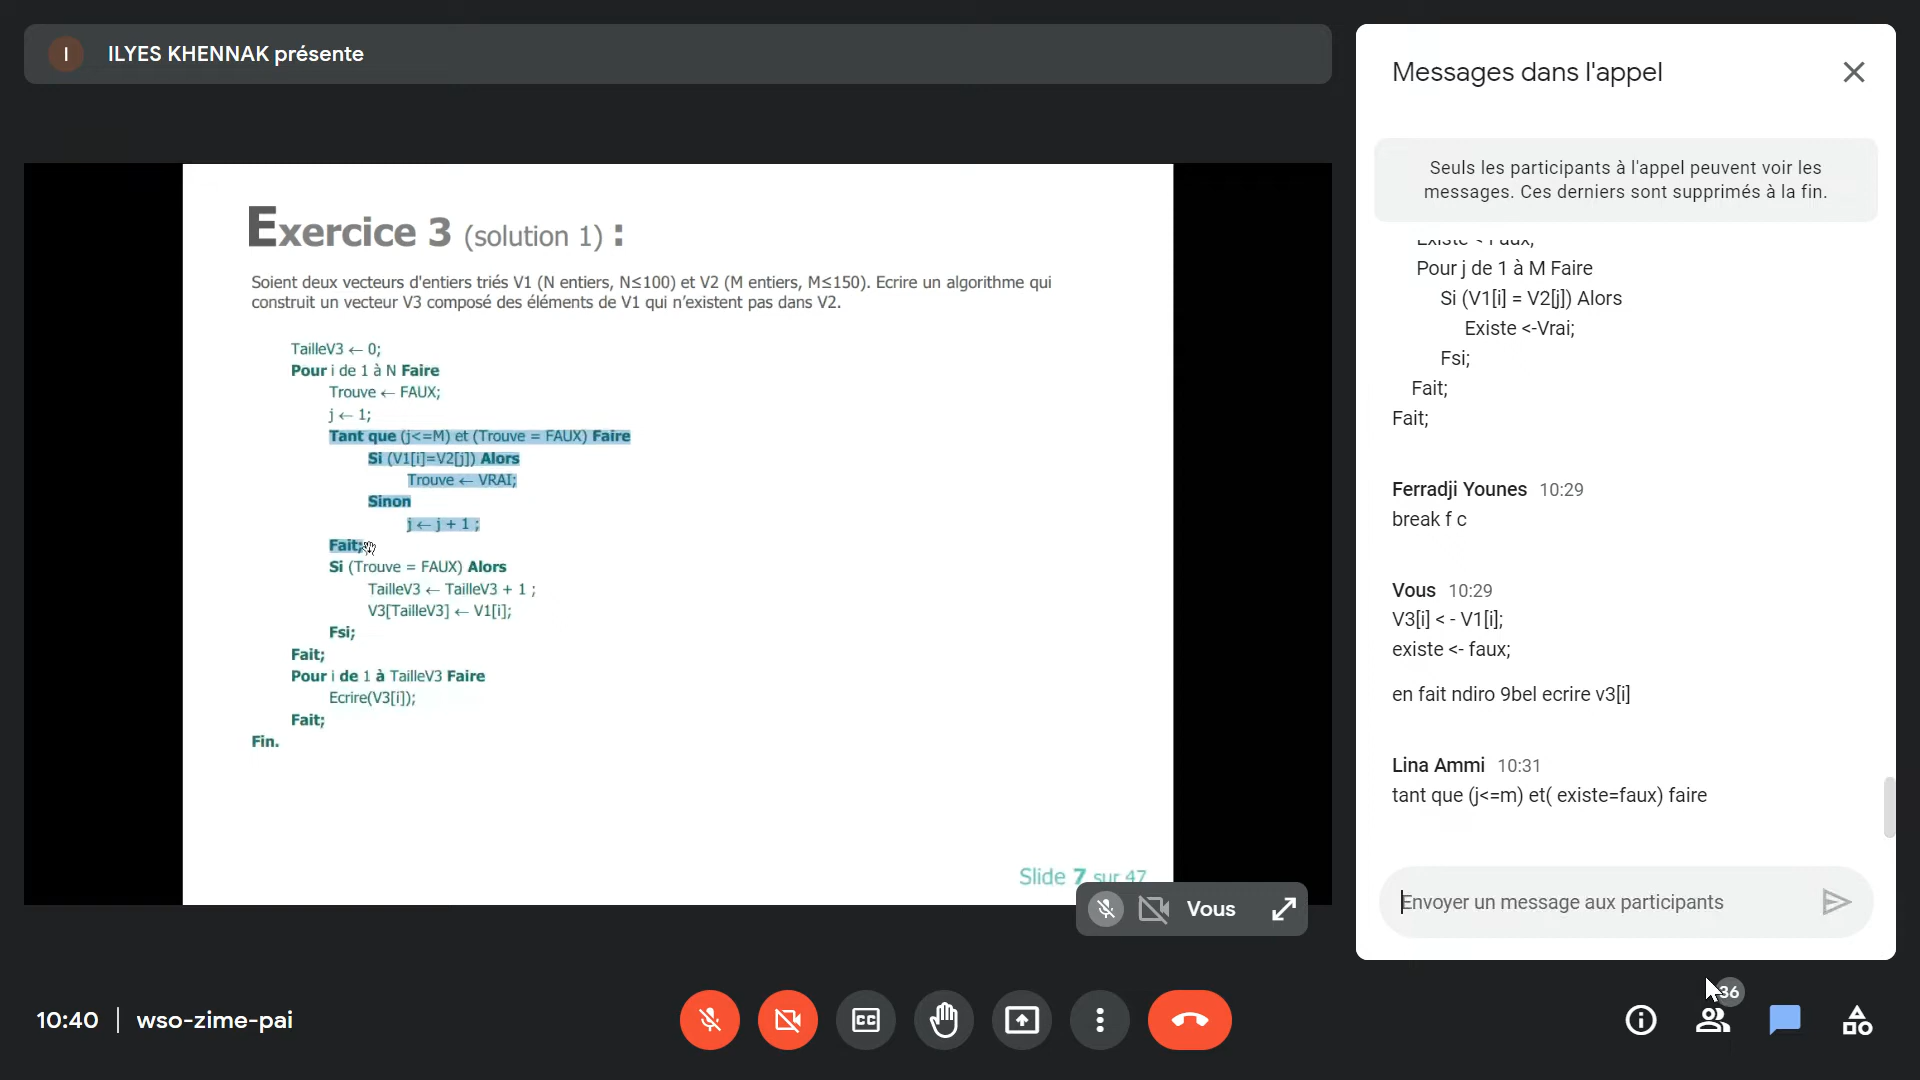 I ILYES KHENNAK présente
Exercice 3 (solution 1) :
Soient deux vecteurs d'entiers triés V1 (N entiers, N≤100) et V2 (M entiers, M≤150). Ecrire un algorithme qui
construit un vecteur V3 composé des éléments de V1 qui n'existent pas dans V2.
TailleV3 ← 0;
Pour i de 1 à N Faire
Trouve ← FAUX;
j ← 1;
Tant que (j<=M) et (Trouve = FAUX) Faire
Si (V1[i]=V2[j]) Alors
Trouve ← VRAI;
Sinon
j ← j + 1 ;
Fait;
Si (Trouve = FAUX) Alors
TailleV3 ← TailleV3 + 1 ;
V3[TailleV3] ← V1[i];
Fsi;
Fait;
Pour i de 1 à TailleV3 Faire
Ecrire(V3[i]);
Fait;
Fin.
Slide 7 sur 47
Vous
Messages dans l'appel
Seuls les participants à l'appel peuvent voir les
messages. Ces derniers sont supprimés à la fin.
Existe < Faux;
Pour j de 1 à M Faire
Si (V1[i] = V2[j]) Alors
Existe <-Vrai;
Fsi;
Fait;
Fait;
Ferradji Younes 10:29
break f c
Vous 10:29
V3[i] < - V1[i];
existe <- faux;
en fait ndiro 9bel ecrire v3[i]
Lina Ammi 10:31
tant que (j<=m) et( existe=faux) faire
Envoyer un message aux participants
10:40 | wso-zime-pai
CC
36